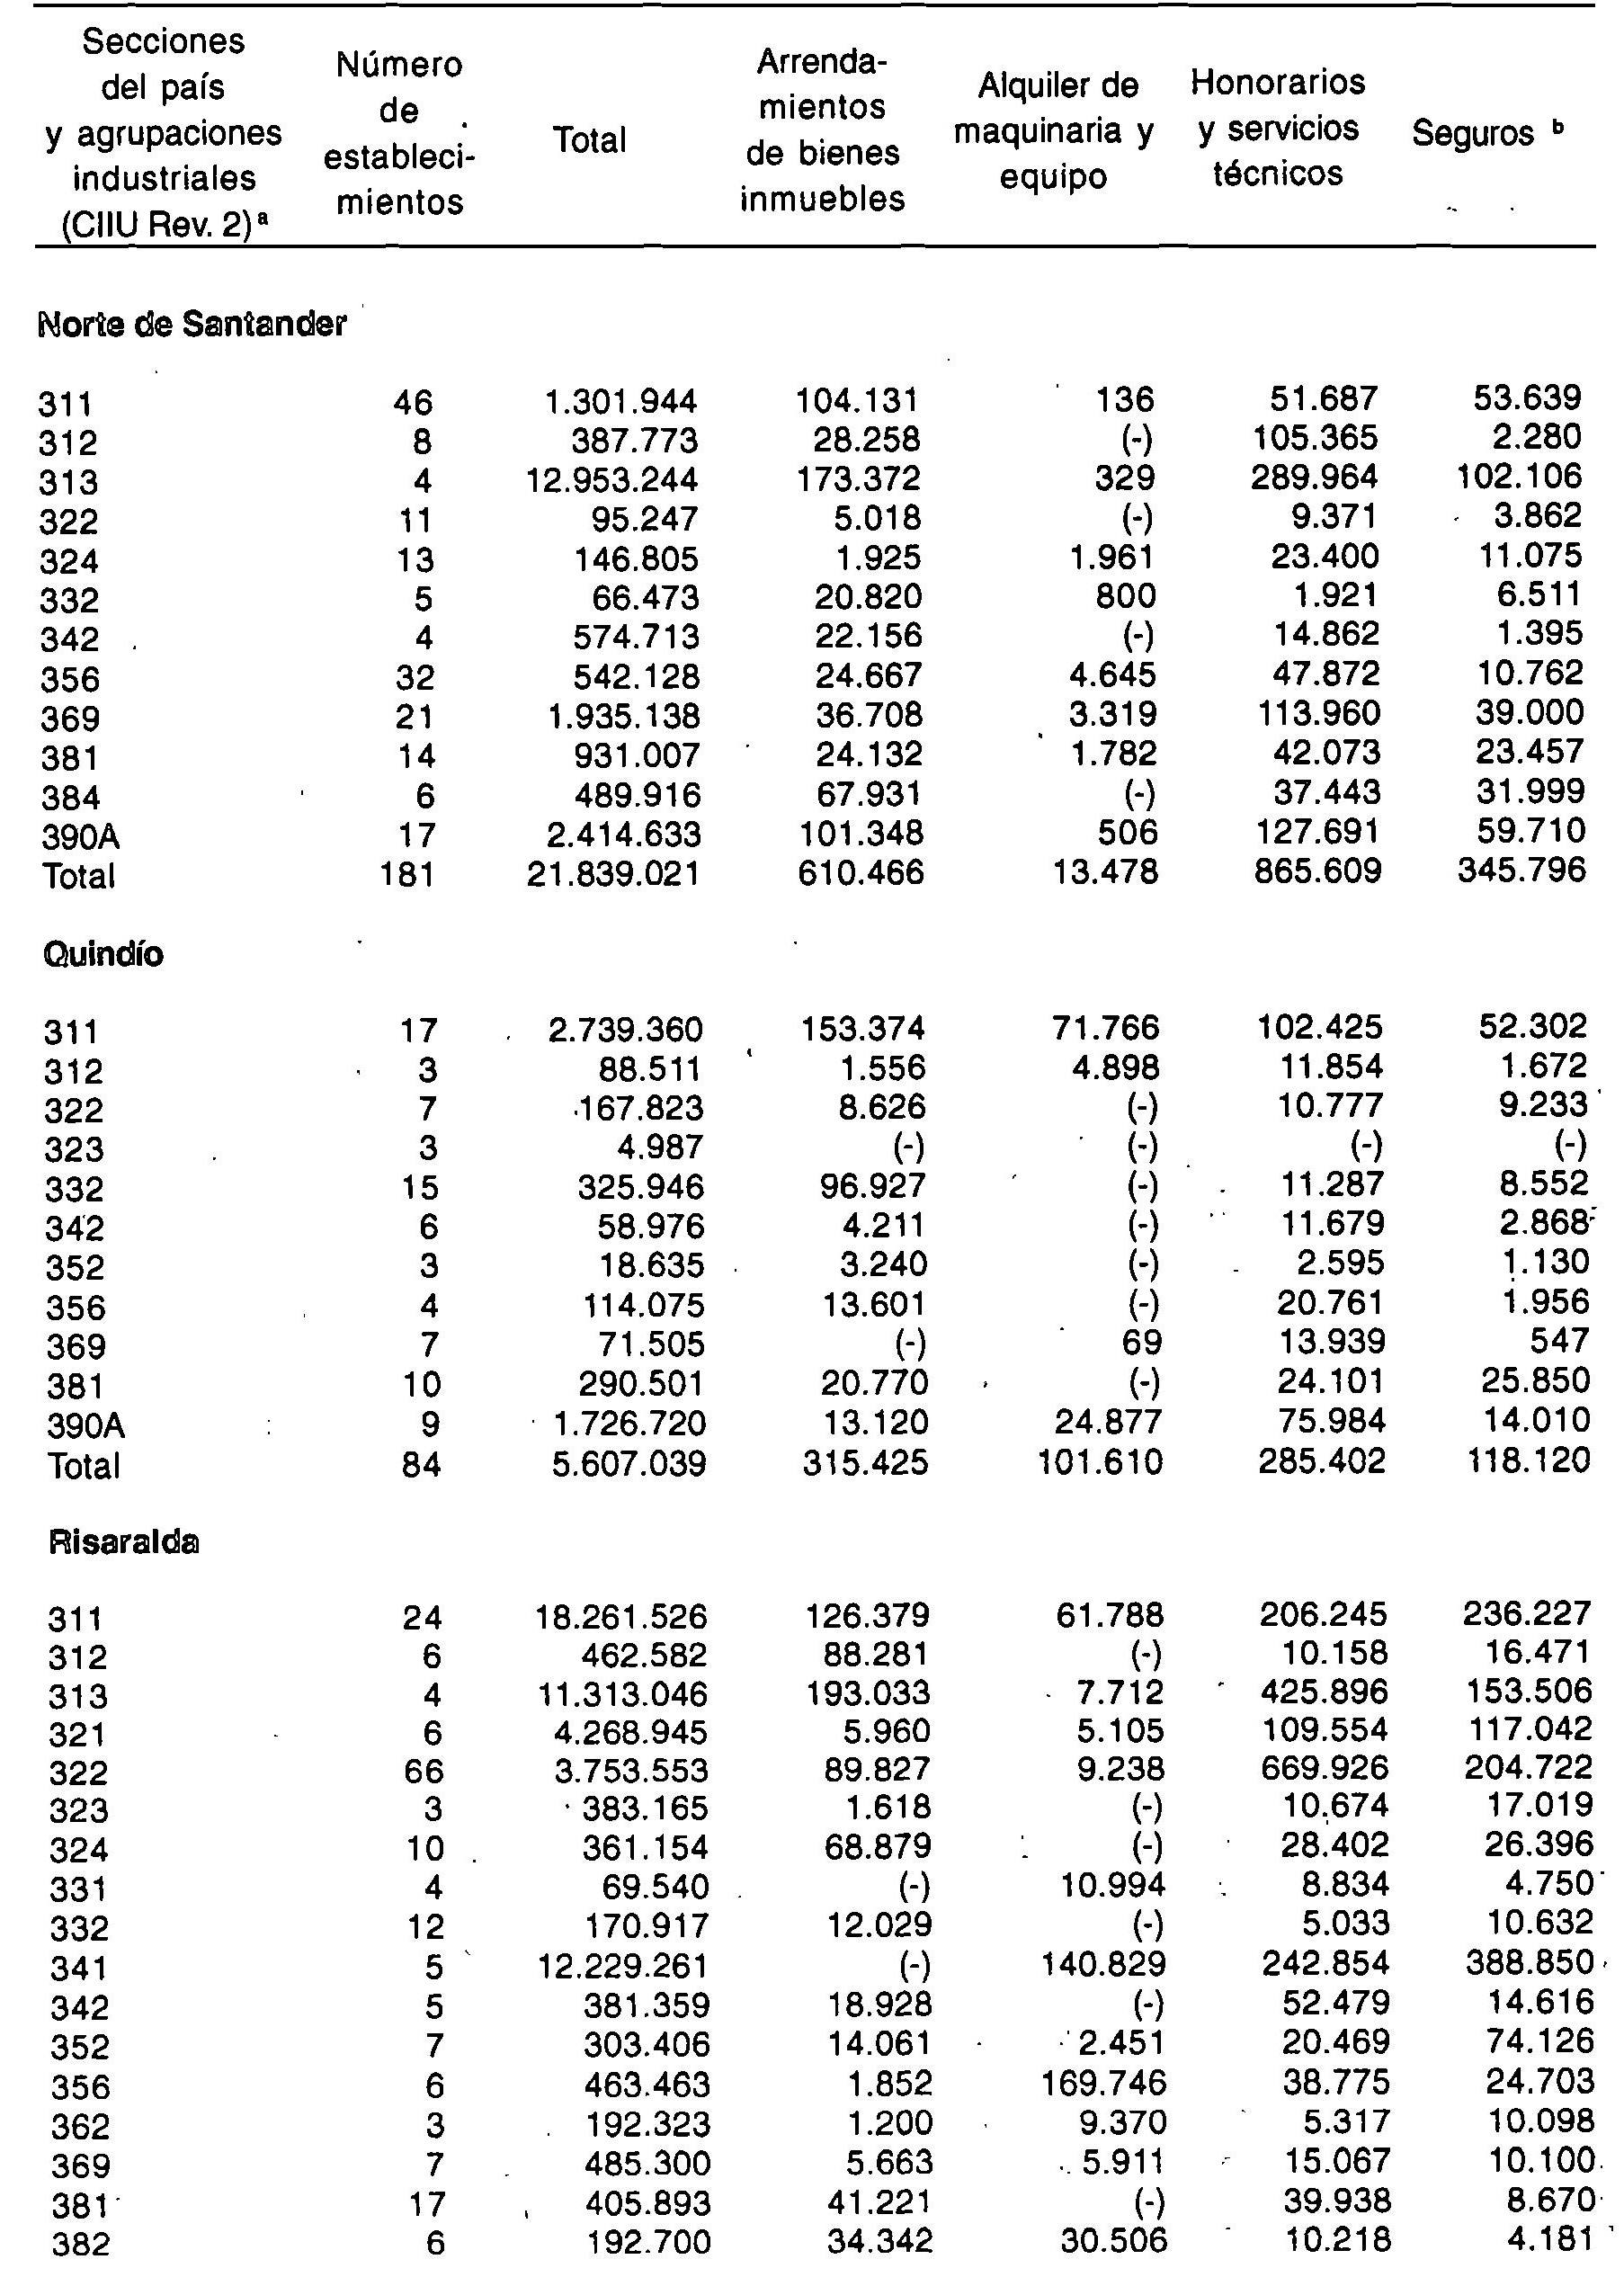 Secciones del país y agrupaciones industriales (CIIU Rev. 2) a | Número de estableci-mientos | Total | Arrenda-mientos de bienes inmuebles | Alquiler de maquinaria y equipo | Honorarios y servicios técnicos | Seguros b
Norte de Santander
311 46 1.301.944 104.131 136 51.687 53.639
312 8 387.773 28.258 (-) 105.365 2.280
313 4 12.953.244 173.372 329 289.964 102.106
322 11 95.247 5.018 (-) 9.371 3.862
324 13 146.805 1.925 1.961 23.400 11.075
332 5 66.473 20.820 800 1.921 6.511
342 4 574.713 22.156 (-) 14.862 1.395
356 32 542.128 24.667 4.645 47.872 10.762
369 21 1.935.138 36.708 3.319 113.960 39.000
381 14 931.007 24.132 1.782 42.073 23.457
384 6 489.916 67.931 (-) 37.443 31.999
390A 17 2.414.633 101.348 506 127.691 59.710
Total 181 21.839.021 610.466 13.478 865.609 345.796
Quindío
311 17 2.739.360 153.374 71.766 102.425 52.302
312 3 88.511 1.556 4.898 11.854 1.672
322 7 167.823 8.626 (-) 10.777 9.233
323 3 4.987 (-) (-) (-) (-)
332 15 325.946 96.927 (-) 11.287 8.552
342 6 58.976 4.211 (-) 11.679 2.868
352 3 18.635 3.240 (-) 2.595 1.130
356 4 114.075 13.601 (-) 20.761 1.956
369 7 71.505 (-) 69 13.939 547
381 10 290.501 20.770 (-) 24.101 25.850
390A 9 1.726.720 13.120 24.877 75.984 14.010
Total 84 5.607.039 315.425 101.610 285.402 118.120
Risaralda
311 24 18.261.526 126.379 61.788 206.245 236.227
312 6 462.582 88.281 (-) 10.158 16.471
313 4 11.313.046 193.033 7.712 425.896 153.506
321 6 4.268.945 5.960 5.105 109.554 117.042
322 66 3.753.553 89.827 9.238 669.926 204.722
323 3 383.165 1.618 (-) 10.674 17.019
324 10 361.154 68.879 (-) 28.402 26.396
331 4 69.540 (-) 10.994 8.834 4.750
332 12 170.917 12.029 (-) 5.033 10.632
341 5 12.229.261 (-) 140.829 242.854 388.850
342 5 381.359 18.928 (-) 52.479 14.616
352 7 303.406 14.061 2.451 20.469 74.126
356 6 463.463 1.852 169.746 38.775 24.703
362 3 192.323 1.200 9.370 5.317 10.098
369 7 485.300 5.663 5.911 15.067 10.100
381 17 405.893 41.221 (-) 39.938 8.670
382 6 192.700 34.342 30.506 10.218 4.181